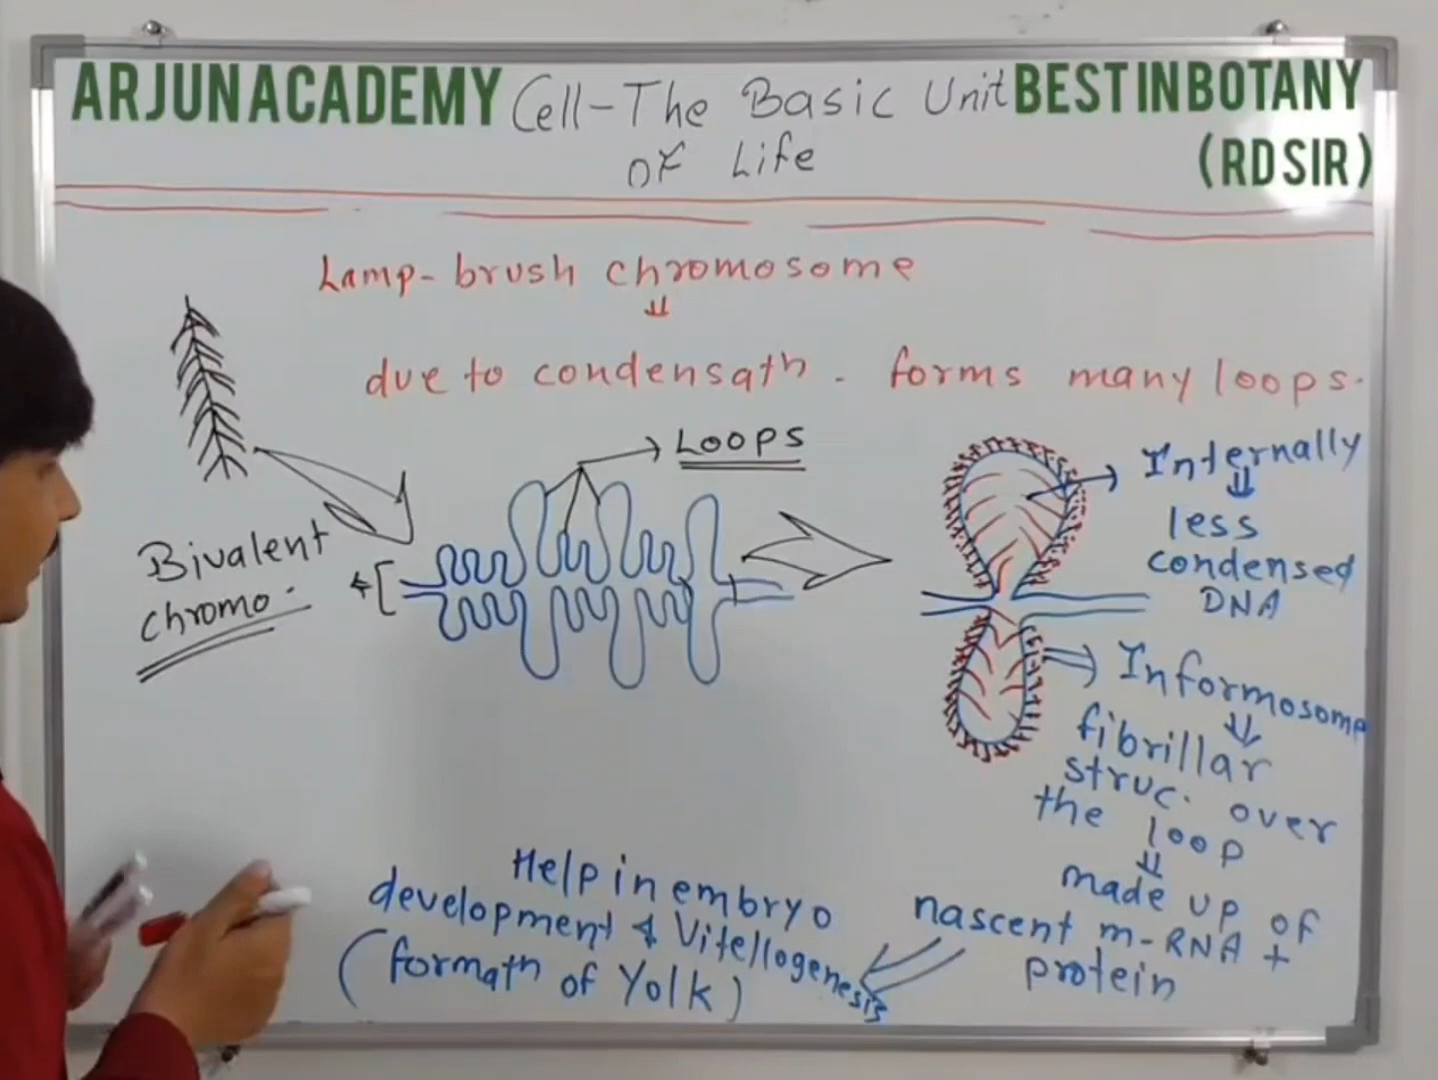 ARJUN ACADEMY Cell-The Basic Unit BEST IN BOTANY
of Life
(RD SIR)
Lamp-brush chromosome
⇓
due to condensatn. forms many loops.
→ Loops
Bivalent
chromo.
→ Internally
⇓
less
condensed
DNA
⇒ Informosome
⇓
fibrillar
struc. over
the loop
⇓
made up of
nascent m-RNA +
protein
Help in embryo
development & Vitellogenesis
(formatn of Yolk)